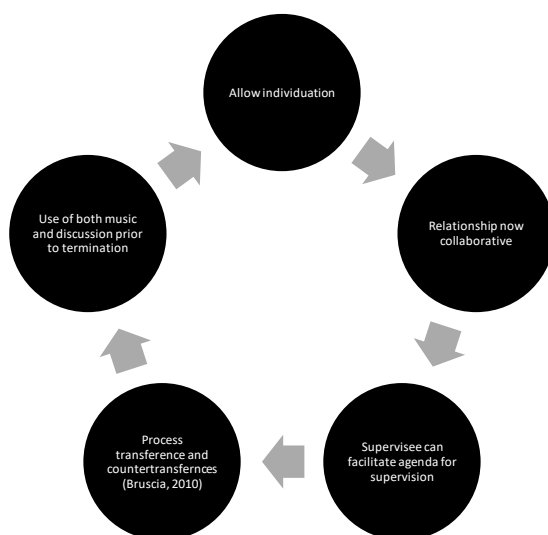 Allow individuation
Relationship now
collaborative
Supervisee can
facilitate agenda for
supervision
Process
transference and
countertransfernces
(Bruscia, 2010)
Use of both music
and discussion prior
to termination